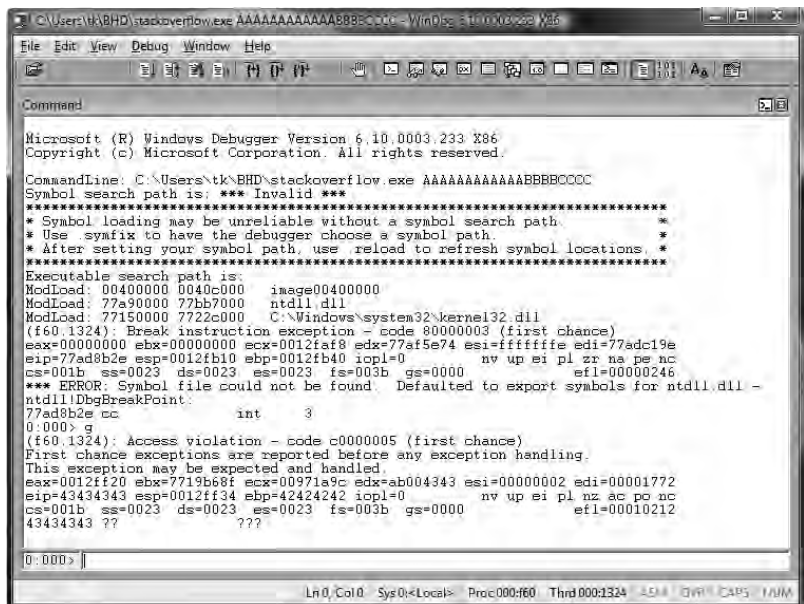 C:\Users\tk\BHD\stackoverflow.exe AAAAAAAAAAAABBBBCCCC - WinDbg:6.10.0003.233 X86
File Edit View Debug Window Help
Command
Microsoft (R) Windows Debugger Version 6.10.0003.233 X86
Copyright (c) Microsoft Corporation. All rights reserved.
CommandLine: C:\Users\tk\BHD\stackoverflow.exe AAAAAAAAAAAABBBBCCCC
Symbol search path is: *** Invalid ***
****************************************************************************
* Symbol loading may be unreliable without a symbol search path. *
* Use .symfix to have the debugger choose a symbol path. *
* After setting your symbol path, use .reload to refresh symbol locations. *
****************************************************************************
Executable search path is:
ModLoad: 00400000 0040c000 image00400000
ModLoad: 77a90000 77bb7000 ntdll.dll
ModLoad: 77150000 7722c000 C:\Windows\system32\kernel32.dll
(f60.1324): Break instruction exception - code 80000003 (first chance)
eax=00000000 ebx=00000000 ecx=0012faf8 edx=77af5e74 esi=fffffffe edi=77adc19e
eip=77ad8b2e esp=0012fb10 ebp=0012fb40 iopl=0 nv up ei pl zr na pe nc
cs=001b ss=0023 ds=0023 es=0023 fs=003b gs=0000 efl=00000246
*** ERROR: Symbol file could not be found. Defaulted to export symbols for ntdll.dll -
ntdll!DbgBreakPoint:
77ad8b2e cc int 3
0:000> g
(f60.1324): Access violation - code c0000005 (first chance)
First chance exceptions are reported before any exception handling.
This exception may be expected and handled.
eax=0012ff20 ebx=7719b68f ecx=00971a9c edx=ab004343 esi=00000002 edi=00001772
eip=43434343 esp=0012ff34 ebp=42424242 iopl=0 nv up ei pl nz ac po nc
cs=001b ss=0023 ds=0023 es=0023 fs=003b gs=0000 efl=00010212
43434343 ?? ???
0:000>
Ln 0, Col 0 Sys 0:<Local> Proc 000:f60 Thrd 000:1324 ASM OVR CAPS NUM